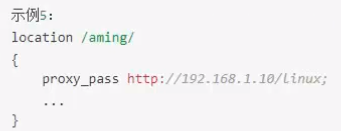 示例5:
location /aming/
{
    proxy_pass http://192.168.1.10/linux;
    ...
}